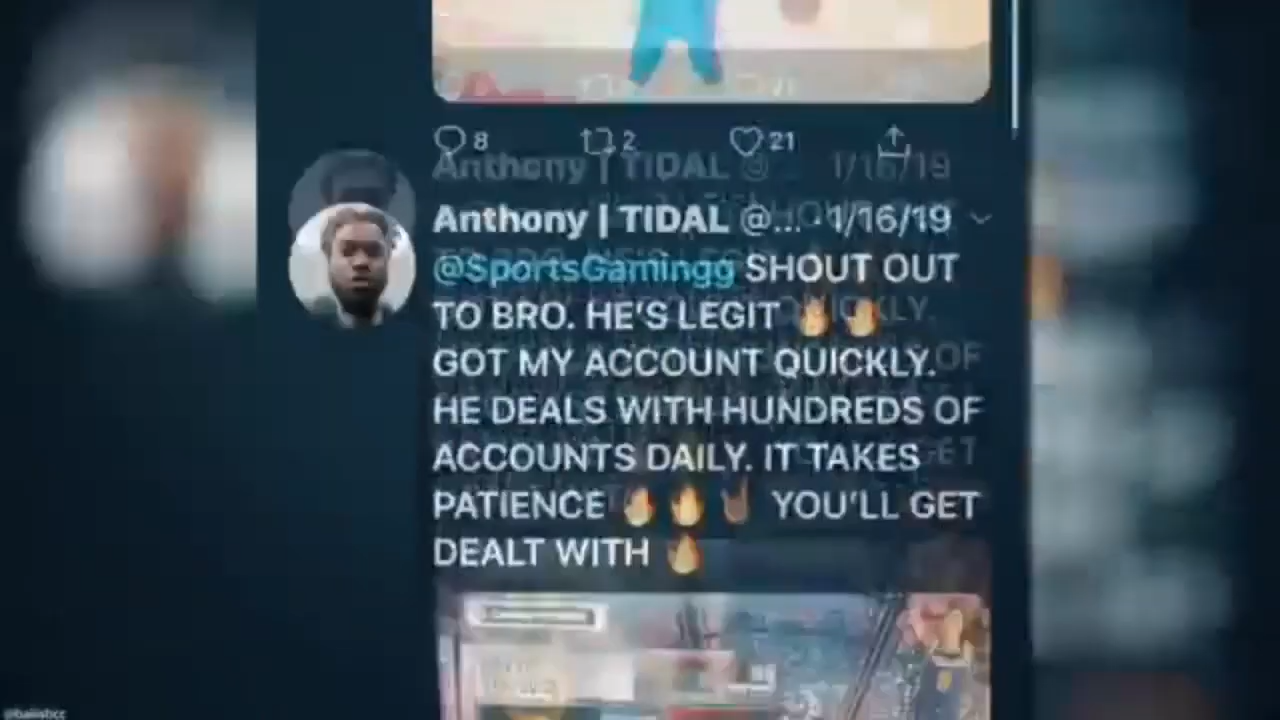 8 2 21
Anthony | TIDAL @... · 1/16/19
@SportsGamingg SHOUT OUT
TO BRO. HE'S LEGIT 🔥 🔥
GOT MY ACCOUNT QUICKLY.
HE DEALS WITH HUNDREDS OF
ACCOUNTS DAILY. IT TAKES
PATIENCE 🔥 🔥 🤘🏾 YOU'LL GET
DEALT WITH 🔥